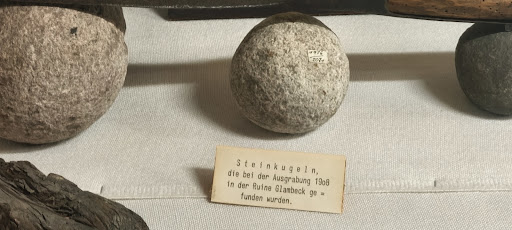 Steinkugeln,
die bei der Ausgrabung 1908
in der Ruine Glambeck ge =
funden wurden.